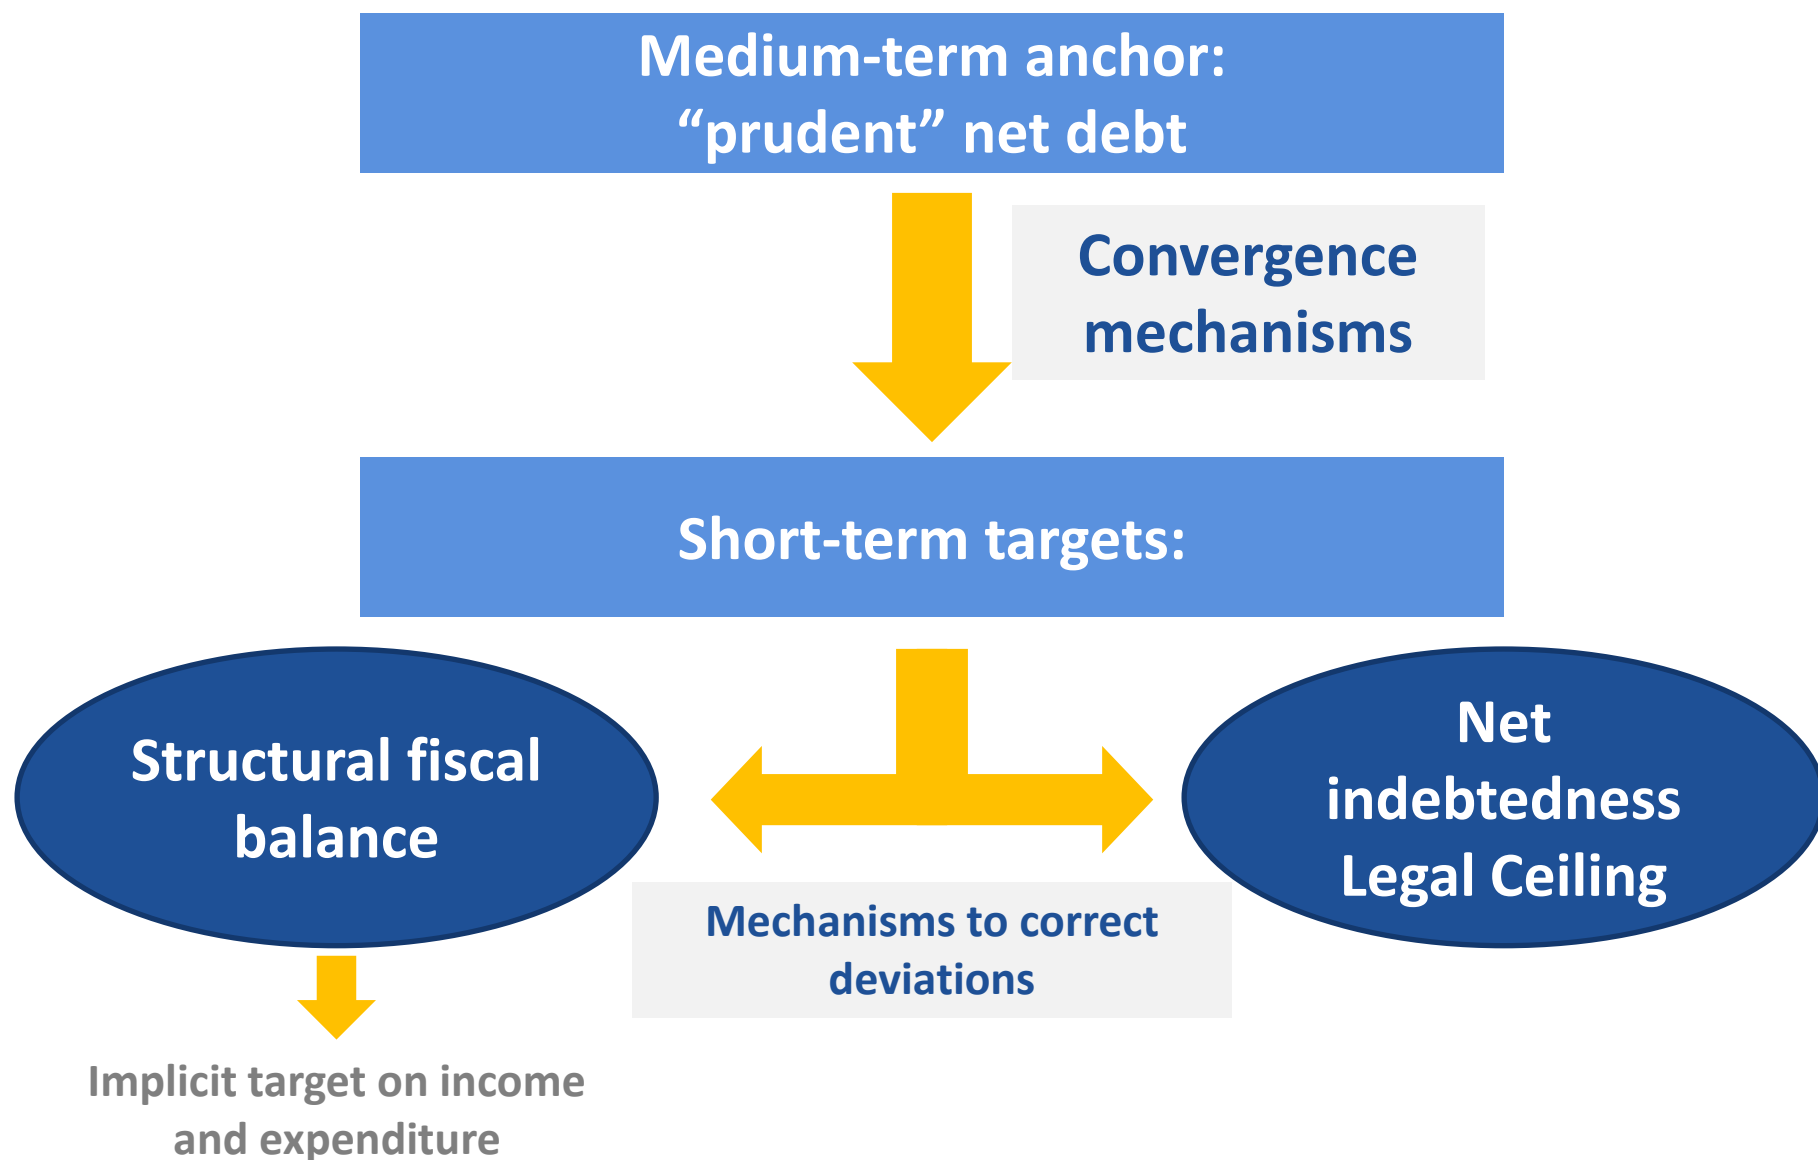 Medium-term anchor:
“prudent” net debt
Convergence
mechanisms
Short-term targets:
Structural fiscal
balance
Net
indebtedness
Legal Ceiling
Mechanisms to correct
deviations
Implicit target on income
and expenditure